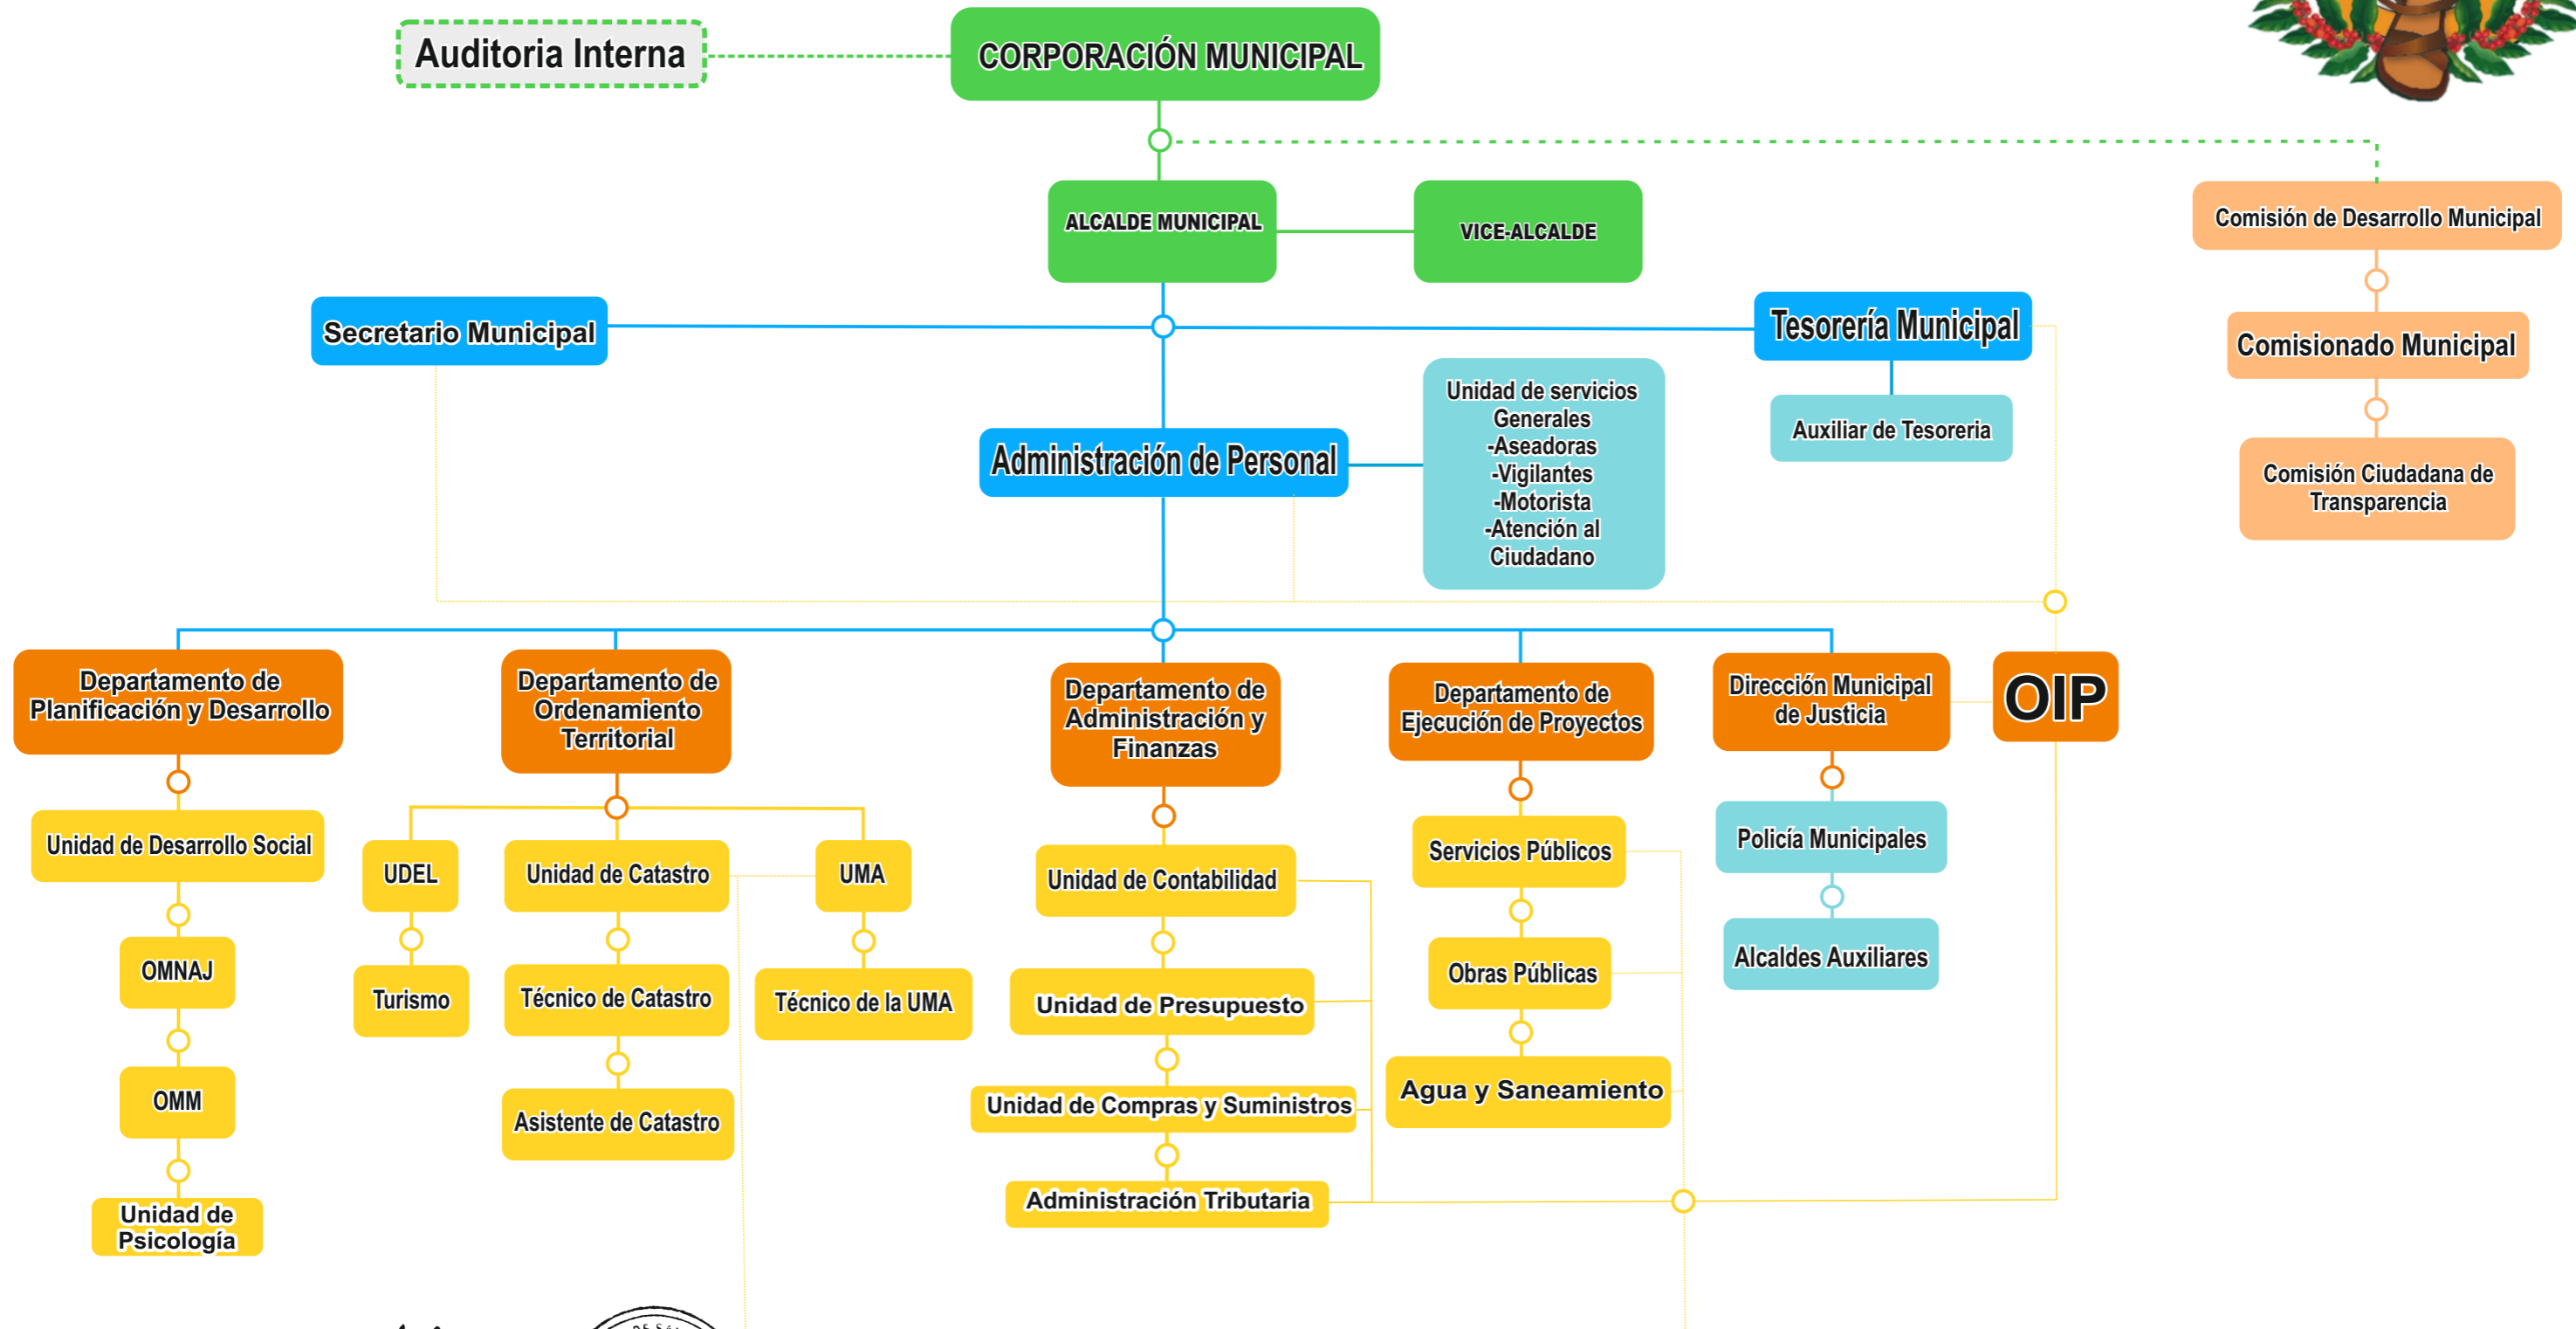 Auditoria Interna
CORPORACIÓN MUNICIPAL
ALCALDE MUNICIPAL
VICE-ALCALDE
Comisión de Desarrollo Municipal
Secretario Municipal
Tesorería Municipal
Comisionado Municipal
Auxiliar de Tesoreria
Administración de Personal
Unidad de servicios
Generales
-Aseadoras
-Vigilantes
-Motorista
-Atención al
Ciudadano
Comisión Ciudadana de
Transparencia
Departamento de
Planificación y Desarrollo
Departamento de
Ordenamiento
Territorial
Departamento de
Administración y
Finanzas
Departamento de
Ejecución de Proyectos
Dirección Municipal
de Justicia
OIP
Unidad de Desarrollo Social
OMNAJ
OMM
Unidad de
Psicología
UDEL
Turismo
Unidad de Catastro
Técnico de Catastro
Asistente de Catastro
UMA
Técnico de la UMA
Unidad de Contabilidad
Unidad de Presupuesto
Unidad de Compras y Suministros
Administración Tributaria
Servicios Públicos
Obras Públicas
Agua y Saneamiento
Policía Municipales
Alcaldes Auxiliares